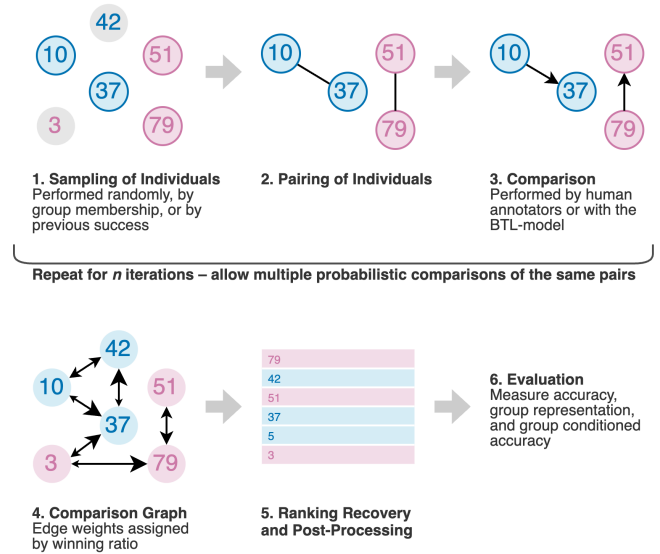 42
10
51
37
3
79
1. Sampling of Individuals
Performed randomly, by
group membership, or by
previous success
10
51
37
79
2. Pairing of Individuals
10
51
37
79
3. Comparison
Performed by human
annotators or with the
BTL-model
Repeat for n iterations – allow multiple probabilistic comparisons of the same pairs
42
10
51
37
3
79
4. Comparison Graph
Edge weights assigned
by winning ratio
79
42
51
37
5
3
5. Ranking Recovery
and Post-Processing
6. Evaluation
Measure accuracy,
group representation,
and group conditioned
accuracy